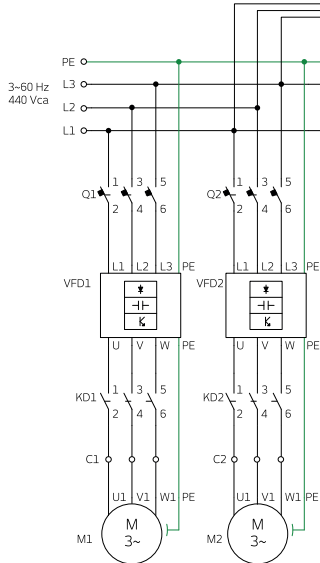 PE
3~60 Hz L3
440 Vca
L2
L1
Q1 1 3 5 Q2 1 3 5
2 4 6 2 4 6
L1 L2 L3 PE L1 L2 L3 PE
VFD1 VFD2
U V W PE U V W PE
KD1 1 3 5 KD2 1 3 5
2 4 6 2 4 6
C1 C2
U1 V1 W1 PE U1 V1 W1 PE
M M
M1 3~ M2 3~